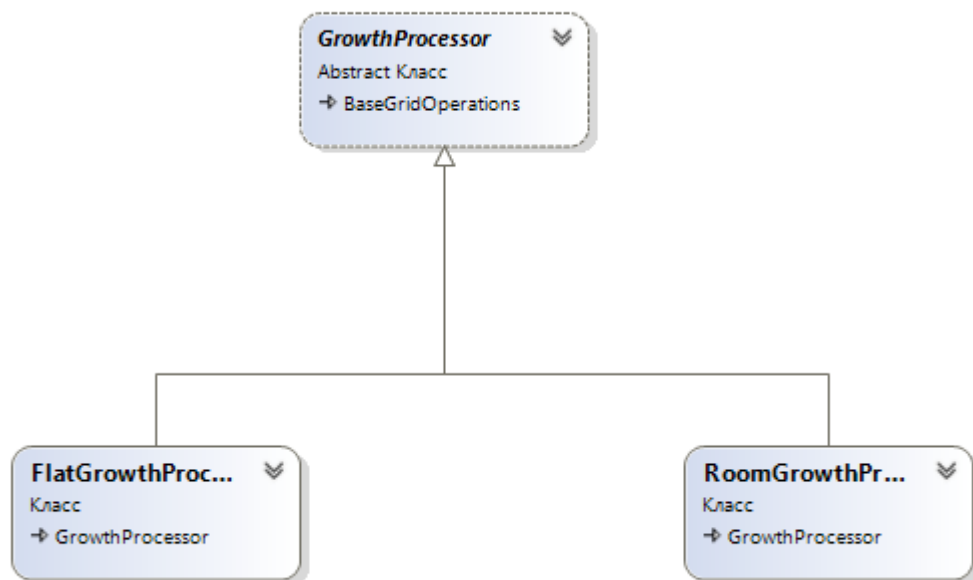 GrowthProcessor
Abstract Класс
BaseGridOperations
FlatGrowthProc...
Класс
GrowthProcessor
RoomGrowthPr...
Класс
GrowthProcessor